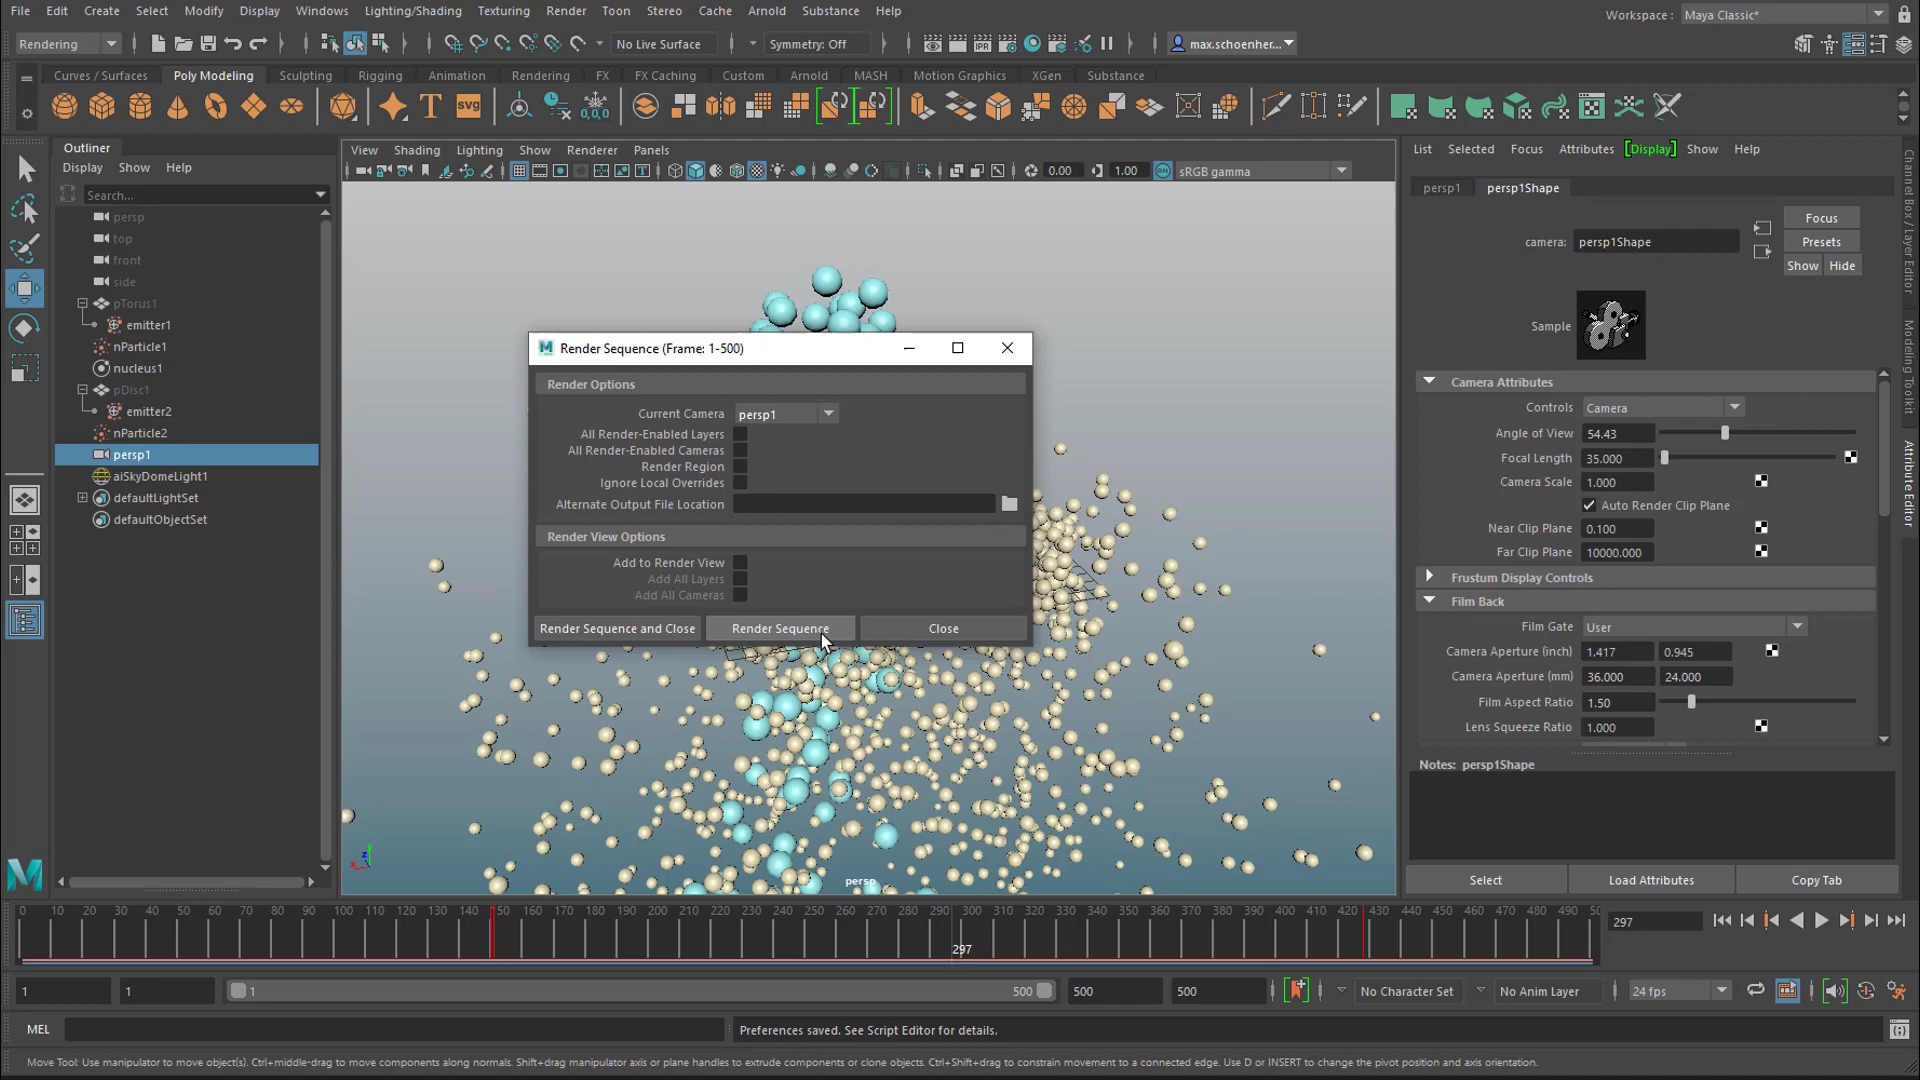 File Edit Create Select Modify Display Windows Lighting/Shading Texturing Render Toon Stereo Cache Arnold Substance Help
Workspace : Maya Classic*
Rendering No Live Surface Symmetry: Off max.schoenher...
Curves / Surfaces Poly Modeling Sculpting Rigging Animation Rendering FX FX Caching Custom Arnold MASH Motion Graphics XGen Substance
T svg 0,0,0
Outliner
Display Show Help
Search...
persp
top
front
side
pTorus1
emitter1
nParticle1
nucleus1
pDisc1
emitter2
nParticle2
persp1
aiSkyDomeLight1
defaultLightSet
defaultObjectSet
View Shading Lighting Show Renderer Panels
0.00 1.00 sRGB gamma
Render Sequence (Frame: 1-500)
Render Options
Current Camera persp1
All Render-Enabled Layers
All Render-Enabled Cameras
Render Region
Ignore Local Overrides
Alternate Output File Location
Render View Options
Add to Render View
Add All Layers
Add All Cameras
Render Sequence and Close Render Sequence Close
persp
List Selected Focus Attributes [Display] Show Help
persp1 persp1Shape
Focus
camera: persp1Shape
Presets
Show Hide
Sample
Camera Attributes
Controls Camera
Angle of View 54.43
Focal Length 35.000
Camera Scale 1.000
Auto Render Clip Plane
Near Clip Plane 0.100
Far Clip Plane 10000.000
Frustum Display Controls
Film Back
Film Gate User
Camera Aperture (inch) 1.417 0.945
Camera Aperture (mm) 36.000 24.000
Film Aspect Ratio 1.50
Lens Squeeze Ratio 1.000
Notes: persp1Shape
Select Load Attributes Copy Tab
Channel Box / Layer Editor
Modeling Toolkit
Attribute Editor
0 10 20 30 40 50 60 70 80 90 100 110 120 130 140 50 160 170 180 190 200 210 220 230 240 250 260 270 280 290 300 310 320 330 340 350 360 370 380 390 400 410 420 430 440 450 460 470 480 490 50
297
297
1 1 1 500 500 500 No Character Set No Anim Layer 24 fps
MEL Preferences saved. See Script Editor for details.
Move Tool: Use manipulator to move object(s). Ctrl+middle-drag to move components along normals. Shift+drag manipulator axis or plane handles to extrude components or clone objects. Ctrl+Shift+drag to constrain movement to a connected edge. Use D or INSERT to change the pivot position and axis orientation.